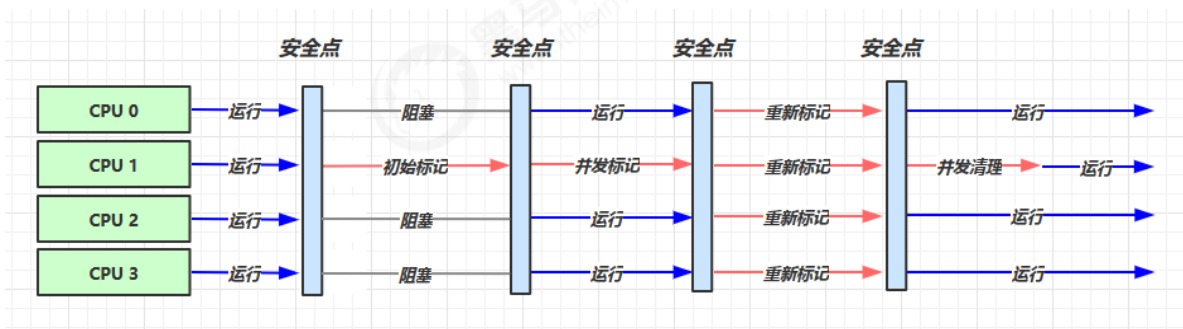 安全点 安全点 安全点 安全点
CPU 0 运行 阻塞 运行 重新标记 运行
CPU 1 运行 初始标记 并发标记 重新标记 并发清理 运行
CPU 2 运行 阻塞 运行 重新标记 运行
CPU 3 运行 阻塞 运行 重新标记 运行